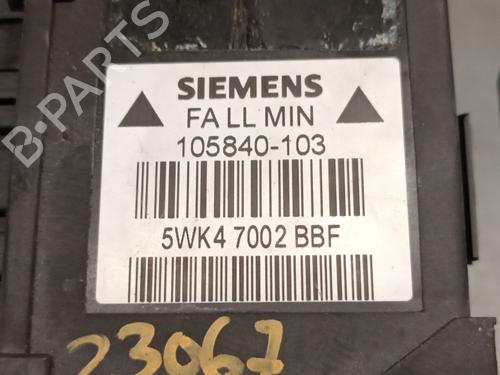 B-PARTS
SIEMENS
FA LL MIN
105840-103
5WK4 7002 BBF
23067